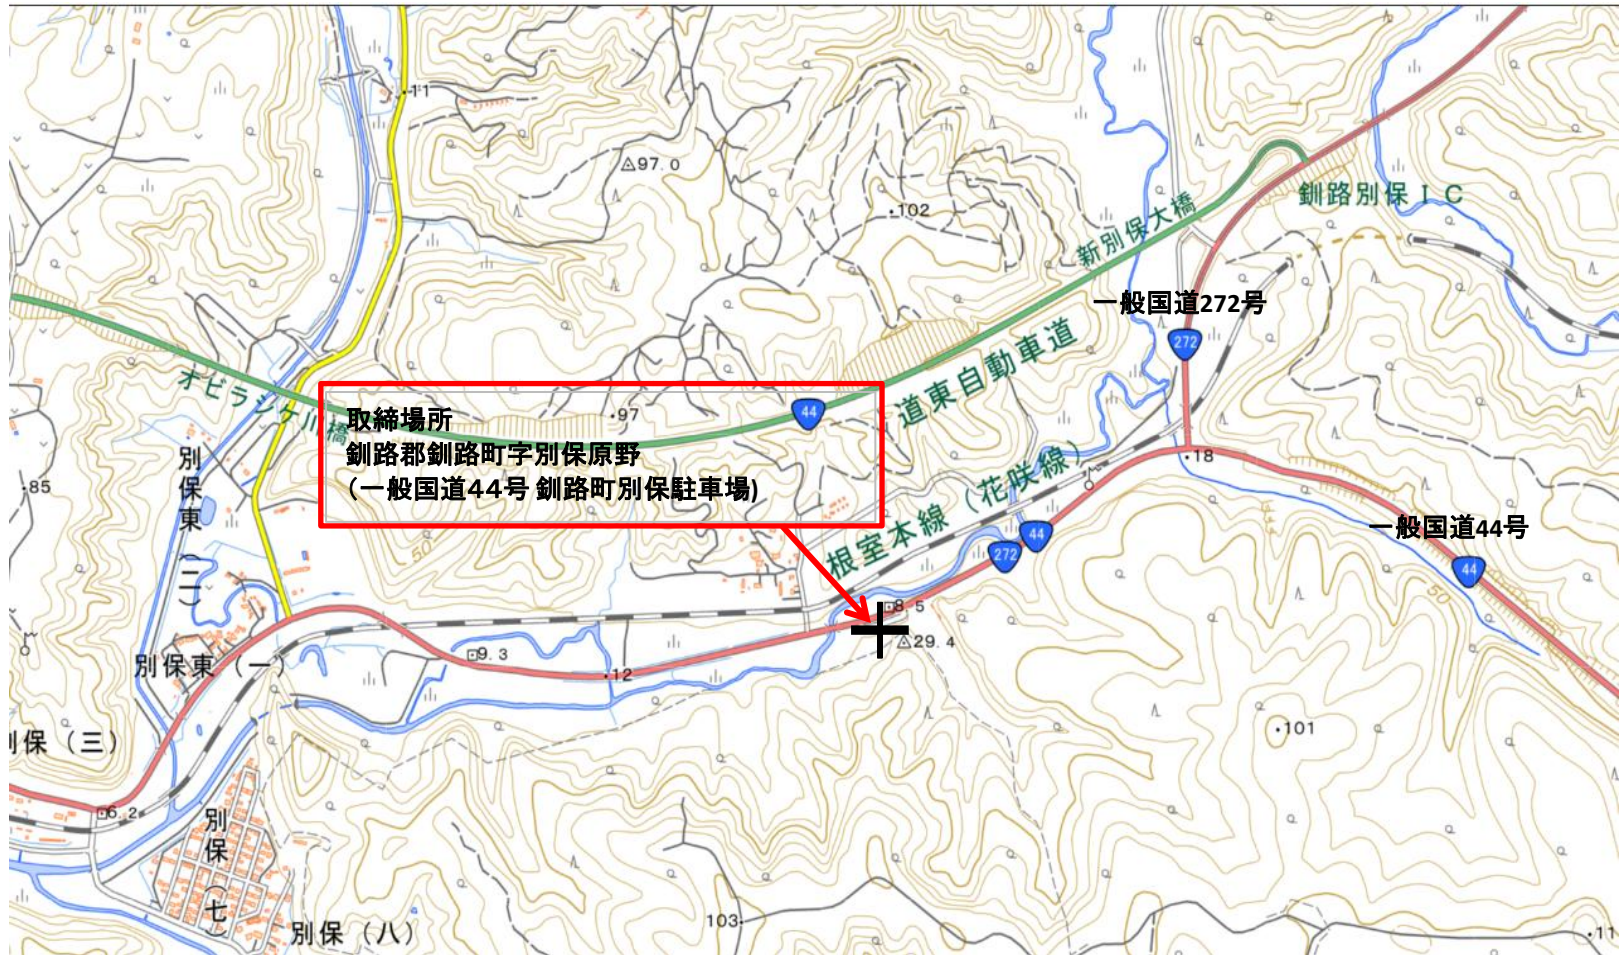 11
97.0
102
新別保大橋
釧路別保IC
一般国道272号
272
オビラシケ川橋
道東自動車道
44
取締場所
97
釧路郡釧路町字別保原野
(一般国道44号 釧路町別保駐車場)
85
別保東(二)
18
根室本線(花咲線)
一般国道44号
44
272
44
50
50
8.5
29.4
別保東(一)
9.3
12
101
別保(三)
6.2
別保(七)
別保(八)
103
11